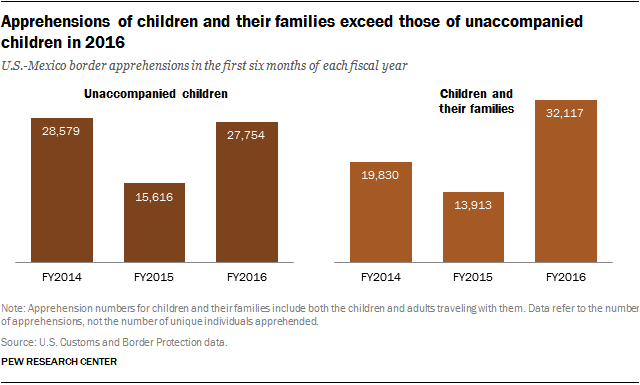 Apprehensions of children and their families exceed those of unaccompanied
children in 2016
U.S.-Mexico border apprehensions in the first six months of each fiscal year
Unaccompanied children
28,579
15,616
27,754
FY2014
FY2015
FY2016
Children and
their families
19,830
13,913
32,117
FY2014
FY2015
FY2016
Note: Apprehension numbers for children and their families include both the children and adults traveling with them. Data refer to the number
of apprehensions, not the number of unique individuals apprehended.
Source: U.S. Customs and Border Protection data.
PEW RESEARCH CENTER